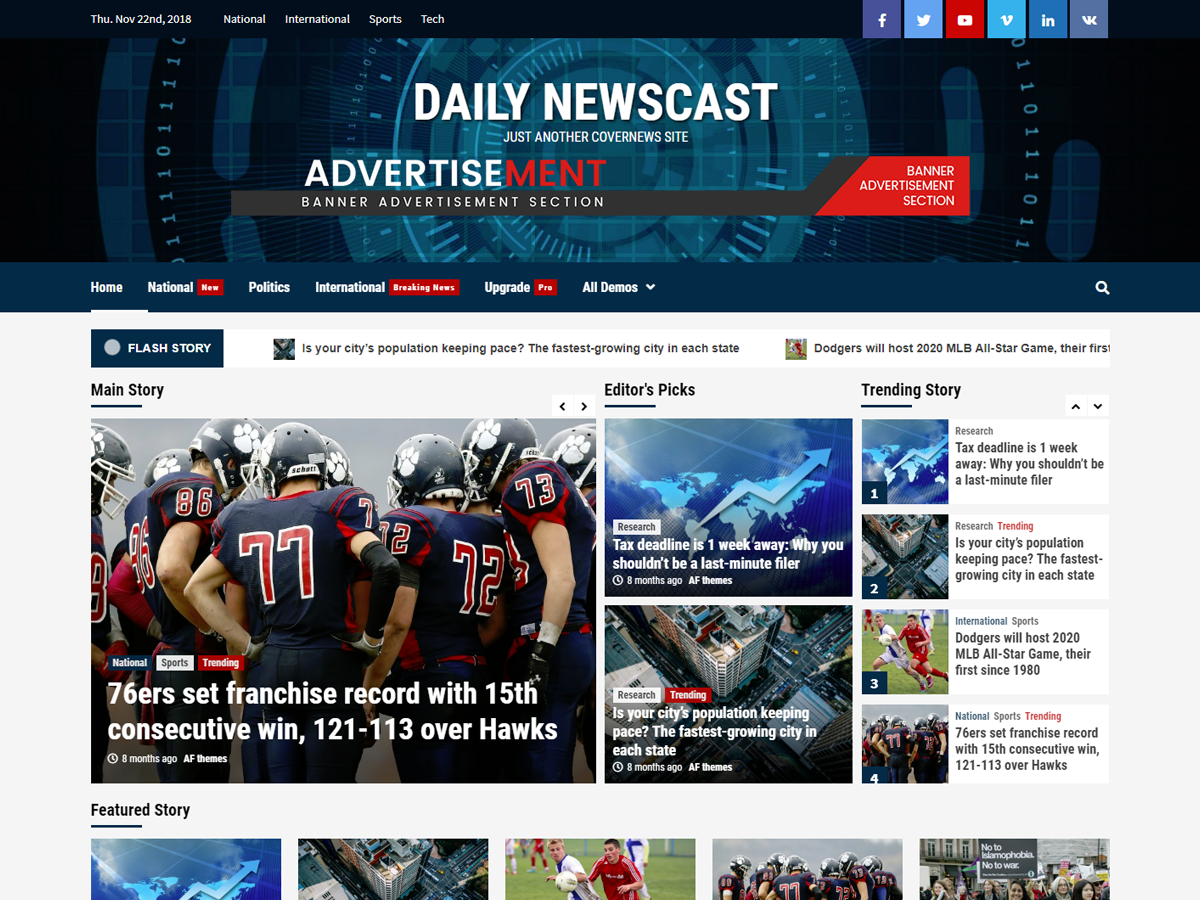 Thu. Nov 22nd, 2018 National International Sports Tech
DAILY NEWSCAST
JUST ANOTHER COVERNEWS SITE
ADVERTISEMENT
BANNER ADVERTISEMENT SECTION
BANNER
ADVERTISEMENT
SECTION
Home National New Politics International Breaking News Upgrade Pro All Demos
FLASH STORY
Is your city’s population keeping pace? The fastest-growing city in each state
Dodgers will host 2020 MLB All-Star Game, their first
Main Story
86
77
72
73
schutt
National Sports Trending
76ers set franchise record with 15th
consecutive win, 121-113 over Hawks
8 months ago AF themes
Editor's Picks
Research
Tax deadline is 1 week away: Why you
shouldn’t be a last-minute filer
8 months ago AF themes
Research Trending
Is your city’s population keeping
pace? The fastest-growing city in
each state
8 months ago AF themes
Trending Story
1
Research
Tax deadline is 1 week
away: Why you shouldn’t be
a last-minute filer
2
Research Trending
Is your city’s population
keeping pace? The fastest-
growing city in each state
3
International Sports
Dodgers will host 2020
MLB All-Star Game, their
first since 1980
4
National Sports Trending
76ers set franchise record
with 15th consecutive win,
121-113 over Hawks
Featured Story
77
No to
Islamophobia.
No to war.